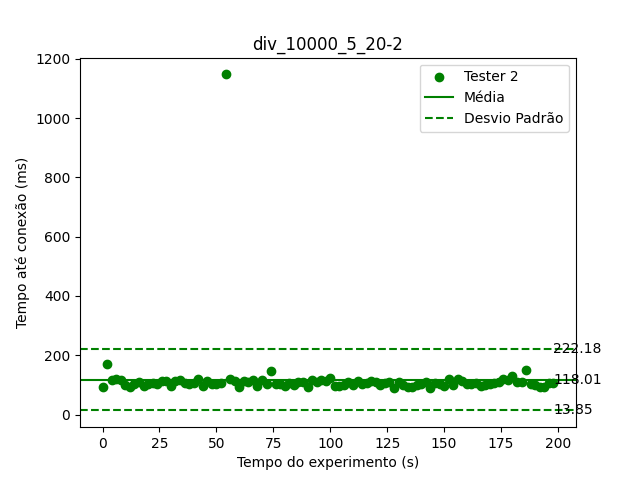 div_10000_5_20-2
Tester 2
Média
Desvio Padrão
Tempo até conexão (ms)
1200
1000
800
600
400
200
0
222.18
118.01
13.85
0 25 50 75 100 125 150 175 200
Tempo do experimento (s)